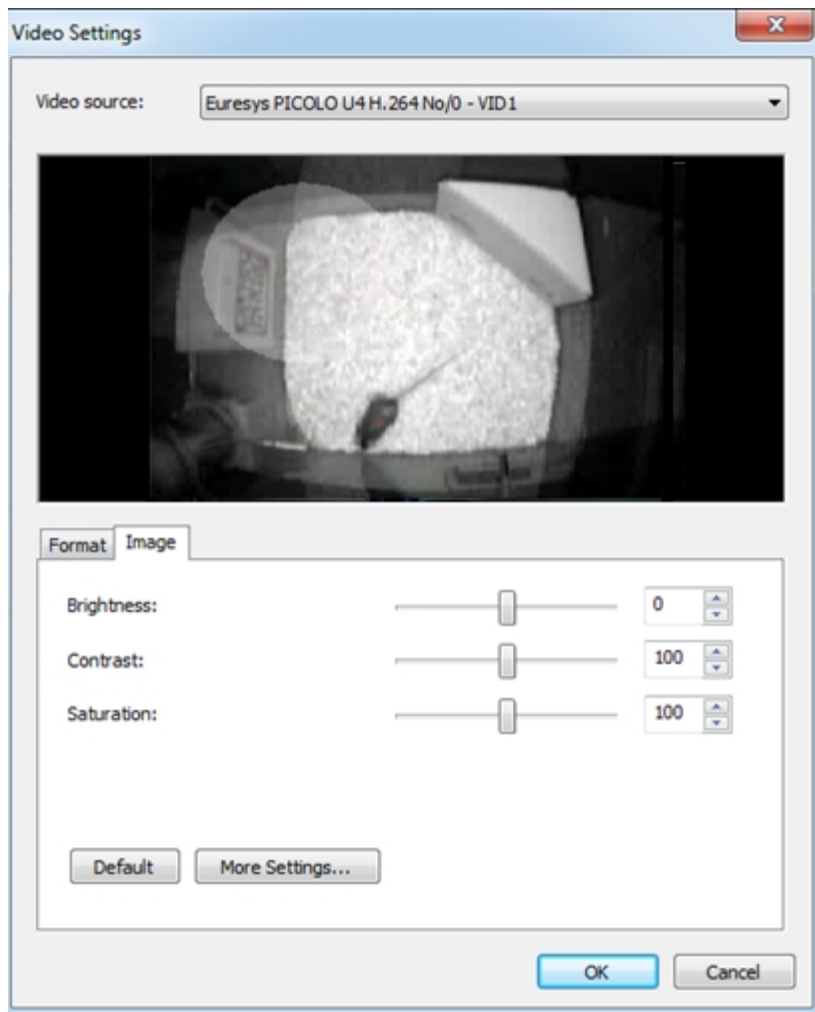 Video Settings
Video source:
Euresys PICOLO U4 H.264 No/0 - VID1
Format
Image
Brightness:
0
Contrast:
100
Saturation:
100
Default
More Settings...
OK
Cancel